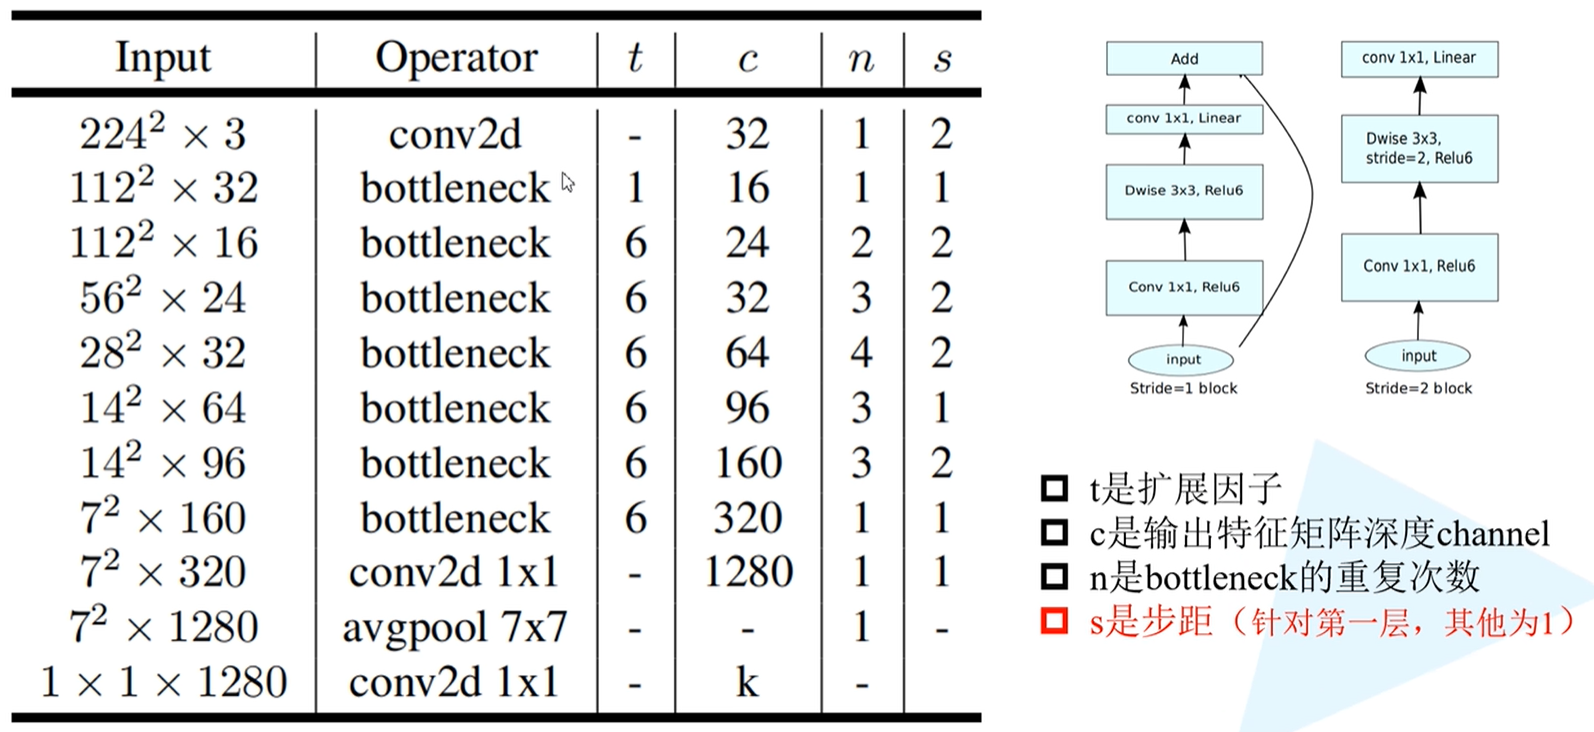 Input Operator t c n s
224² × 3 conv2d - 32 1 2
112² × 32 bottleneck 1 16 1 1
112² × 16 bottleneck 6 24 2 2
56² × 24 bottleneck 6 32 3 2
28² × 32 bottleneck 6 64 4 2
14² × 64 bottleneck 6 96 3 1
14² × 96 bottleneck 6 160 3 2
7² × 160 bottleneck 6 320 1 1
7² × 320 conv2d 1x1 - 1280 1 1
7² × 1280 avgpool 7x7 - - 1 -
1 × 1 × 1280 conv2d 1x1 - k -
Add
conv 1x1, Linear
Dwise 3x3, Relu6
Conv 1x1, Relu6
input
Stride=1 block
conv 1x1, Linear
Dwise 3x3,
stride=2, Relu6
Conv 1x1, Relu6
input
Stride=2 block
t是扩展因子
c是输出特征矩阵深度channel
n是bottleneck的重复次数
s是步距（针对第一层，其他为1）